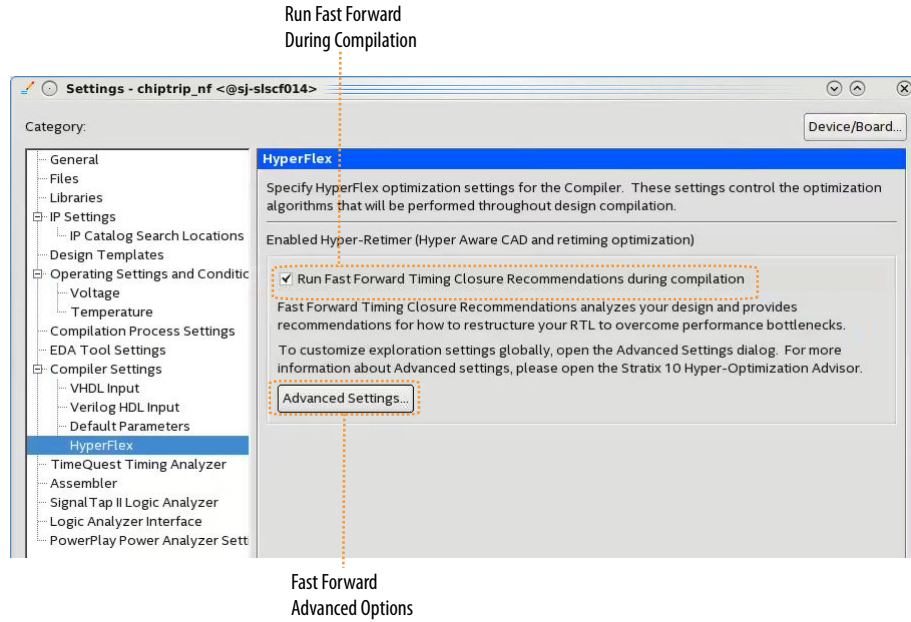 Run Fast Forward
During Compilation
Settings - chiptrip_nf <@sj-slscf014>
Category:
Device/Board...
General
Files
Libraries
IP Settings
IP Catalog Search Locations
Design Templates
Operating Settings and Conditic
Voltage
Temperature
Compilation Process Settings
EDA Tool Settings
Compiler Settings
VHDL Input
Verilog HDL Input
Default Parameters
HyperFlex
TimeQuest Timing Analyzer
Assembler
SignalTap II Logic Analyzer
Logic Analyzer Interface
PowerPlay Power Analyzer Sett
HyperFlex
Specify HyperFlex optimization settings for the Compiler. These settings control the optimization
algorithms that will be performed throughout design compilation.
Enabled Hyper-Retimer (Hyper Aware CAD and retiming optimization)
Run Fast Forward Timing Closure Recommendations during compilation
Fast Forward Timing Closure Recommendations analyzes your design and provides
recommendations for how to restructure your RTL to overcome performance bottlenecks.
To customize exploration settings globally, open the Advanced Settings dialog. For more
information about Advanced settings, please open the Stratix 10 Hyper-Optimization Advisor.
Advanced Settings...
Fast Forward
Advanced Options